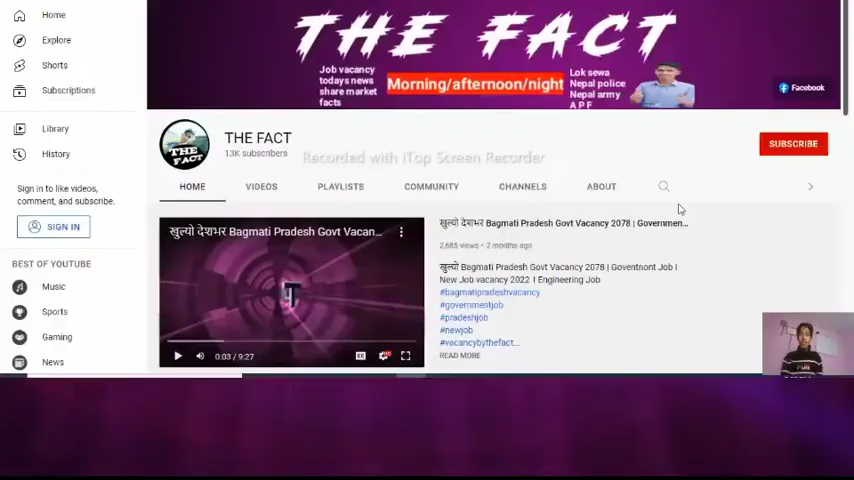 Home
Explore
Shorts
Subscriptions
Library
History
Sign in to like videos,
comment, and subscribe.
SIGN IN
BEST OF YOUTUBE
Music
Sports
Gaming
News
THE FACT
Job vacancy
todays news
share market
facts
Morning/afternoon/night
Lok sewa
Nepal police
Nepal army
A P F
Facebook
THE FACT
THE FACT
13K subscribers
Recorded with iTop Screen Recorder
SUBSCRIBE
HOME VIDEOS PLAYLISTS COMMUNITY CHANNELS ABOUT
खुल्यो देशभर Bagmati Pradesh Govt Vacan...
0:03 / 9:27
खुल्यो देशभर Bagmati Pradesh Govt Vacancy 2078 | Governmen...
2,685 views • 2 months ago
खुल्यो Bagmati Pradesh Govt Vacancy 2078 | Goventnont Job I
New Job vacancy 2022 I Engineering Job
#bagmatipradeshvacancy
#governmentjob
#pradeshjob
#newjob
#vacancybythefact...
READ MORE